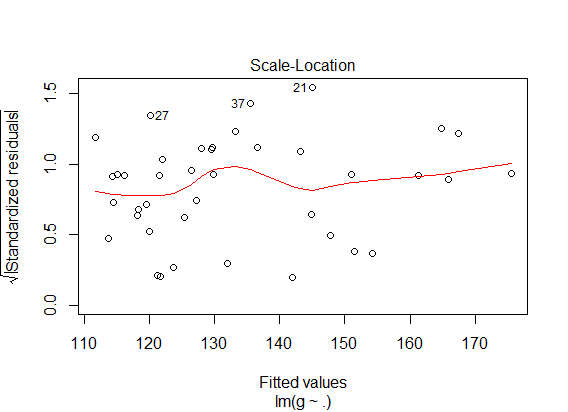 Scale-Location
√|Standardized residuals|
1.5
1.0
0.5
0.0
27
37
21
110 120 130 140 150 160 170
Fitted values
lm(g ~ .)